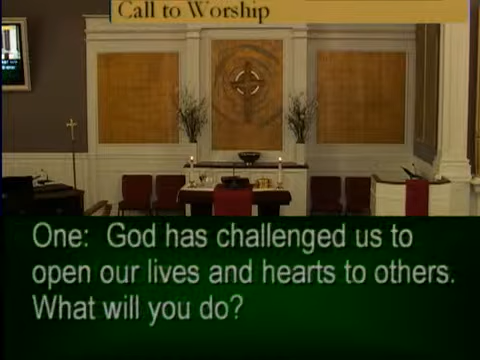 Call to Worship
One: God has challenged us to
open our lives and hearts to others.
What will you do?